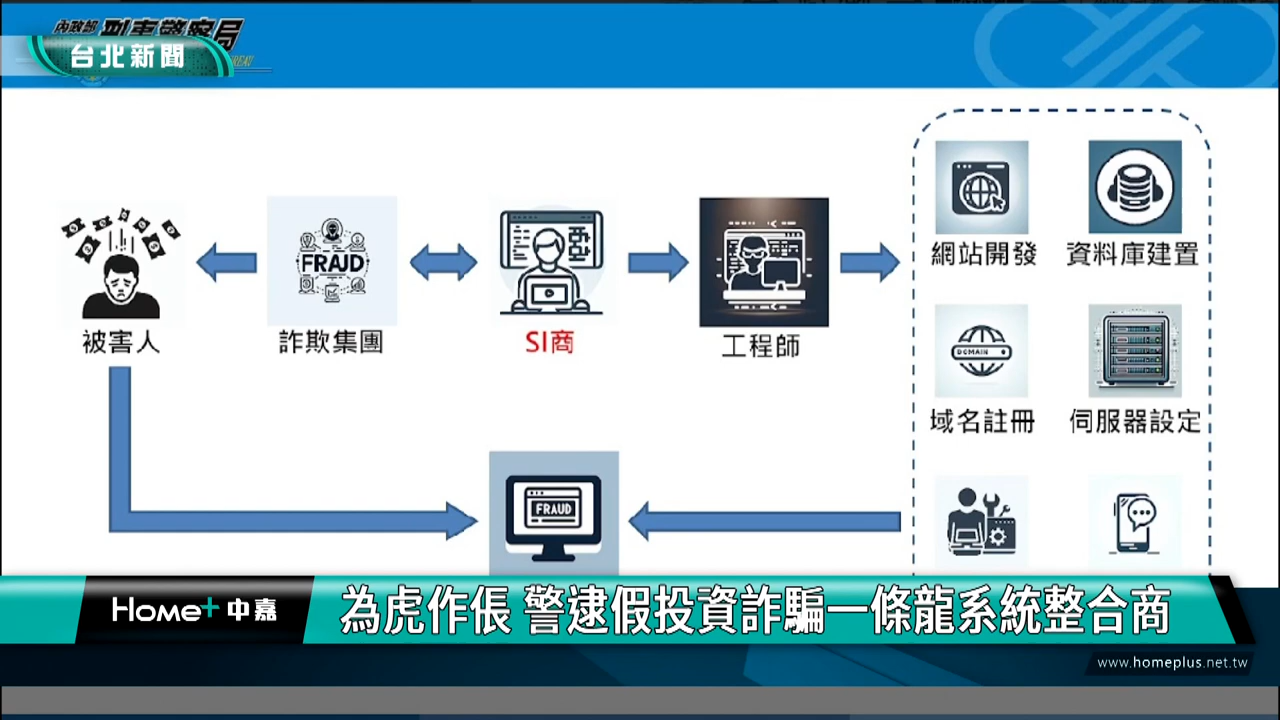 內政部
刑事警察局
台北新聞
被害人
FRAUD
詐欺集團
SI商
工程師
網站開發
資料庫建置
DOMAIN
域名註冊
伺服器設定
FRAUD
Home+中嘉
為虎作倀 警逮假投資詐騙一條龍系統整合商
www.homeplus.net.tw